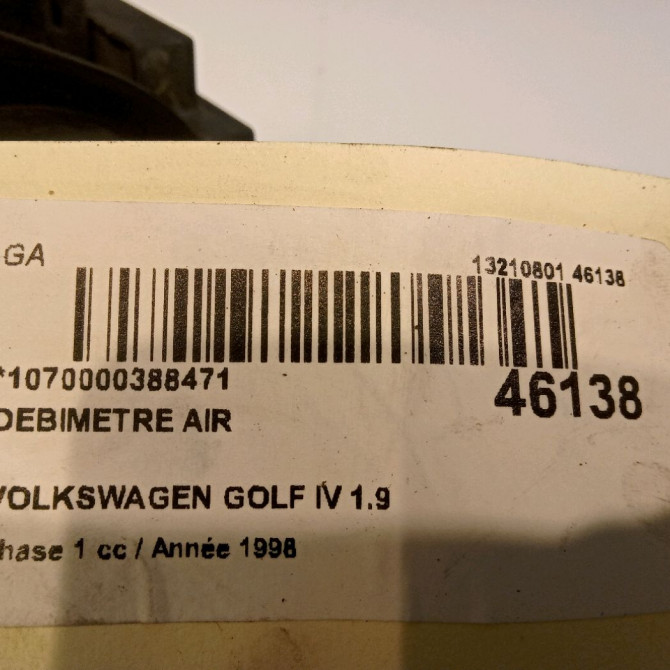 GA
13210801 46138
*1070000388471
46138
DEBIMETRE AIR
VOLKSWAGEN GOLF IV 1.9
hase 1 cc / Année 1998